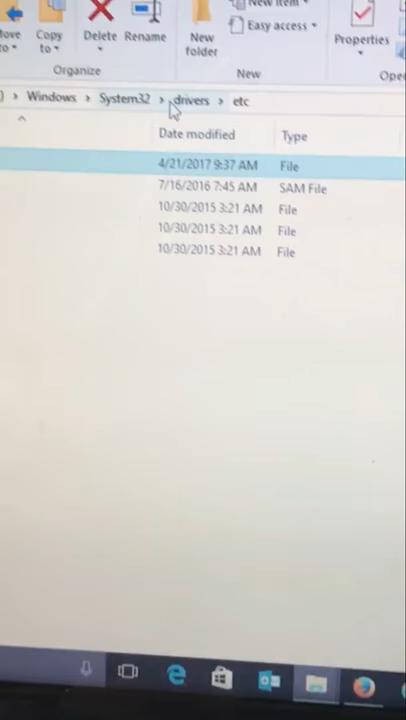 New item
Easy access
Copy
to
Delete
Rename
New
folder
Properties
to
Organize
New
Windows > System32 > drivers > etc
Date modified
Type
4/21/2017 9:37 AM File
7/16/2016 7:45 AM SAM File
10/30/2015 3:21 AM File
10/30/2015 3:21 AM File
10/30/2015 3:21 AM File